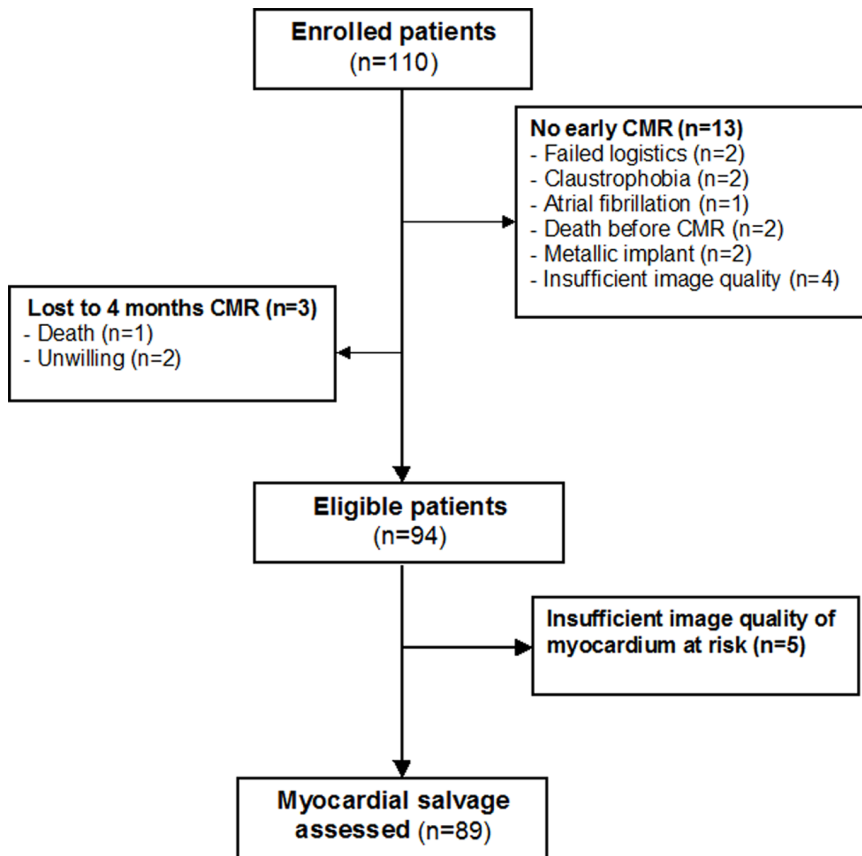 Enrolled patients
(n=110)
No early CMR (n=13)
- Failed logistics (n=2)
- Claustrophobia (n=2)
- Atrial fibrillation (n=1)
- Death before CMR (n=2)
- Metallic implant (n=2)
- Insufficient image quality (n=4)
Lost to 4 months CMR (n=3)
- Death (n=1)
- Unwilling (n=2)
Eligible patients
(n=94)
Insufficient image quality of
myocardium at risk (n=5)
Myocardial salvage
assessed (n=89)